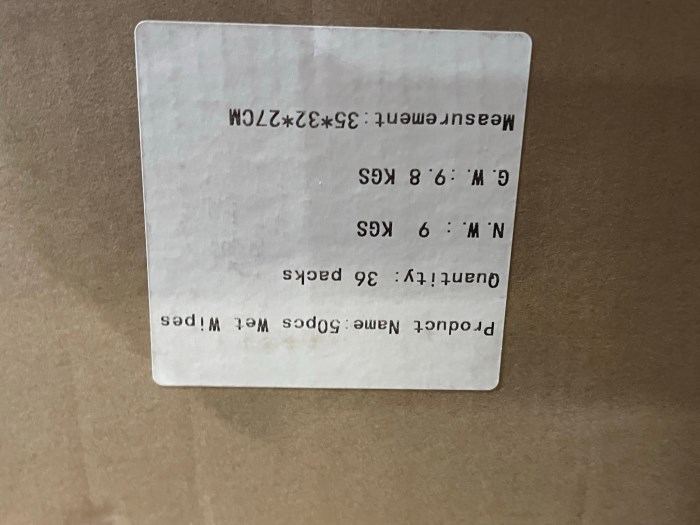 Product Name:50pcs Wet Wipes
Quantity: 36 packs
N. W. : 9 KGS
G. W. :9.8 KGS
Measurement:35*32*27CM